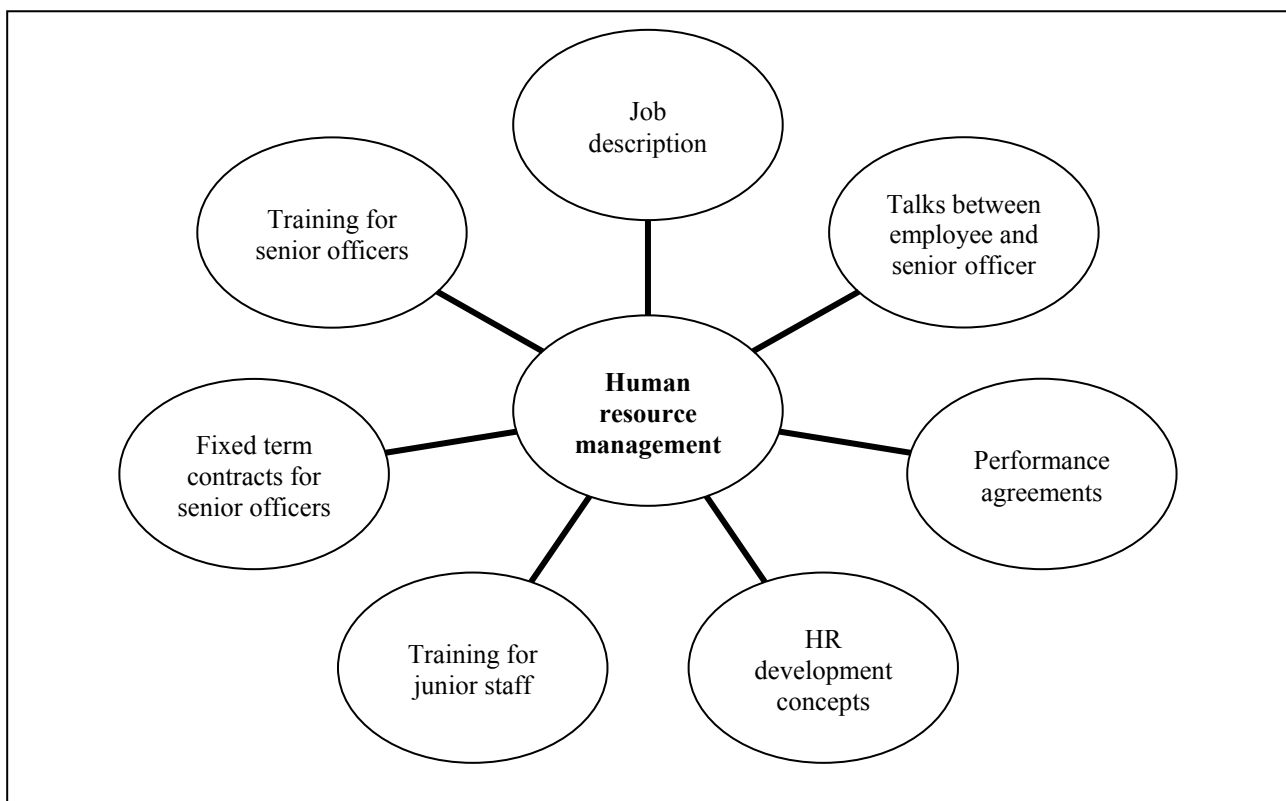 Job
description
Talks between
employee and
senior officer
Performance
agreements
HR
development
concepts
Training for
junior staff
Fixed term
contracts for
senior officers
Training for
senior officers
Human
resource
management